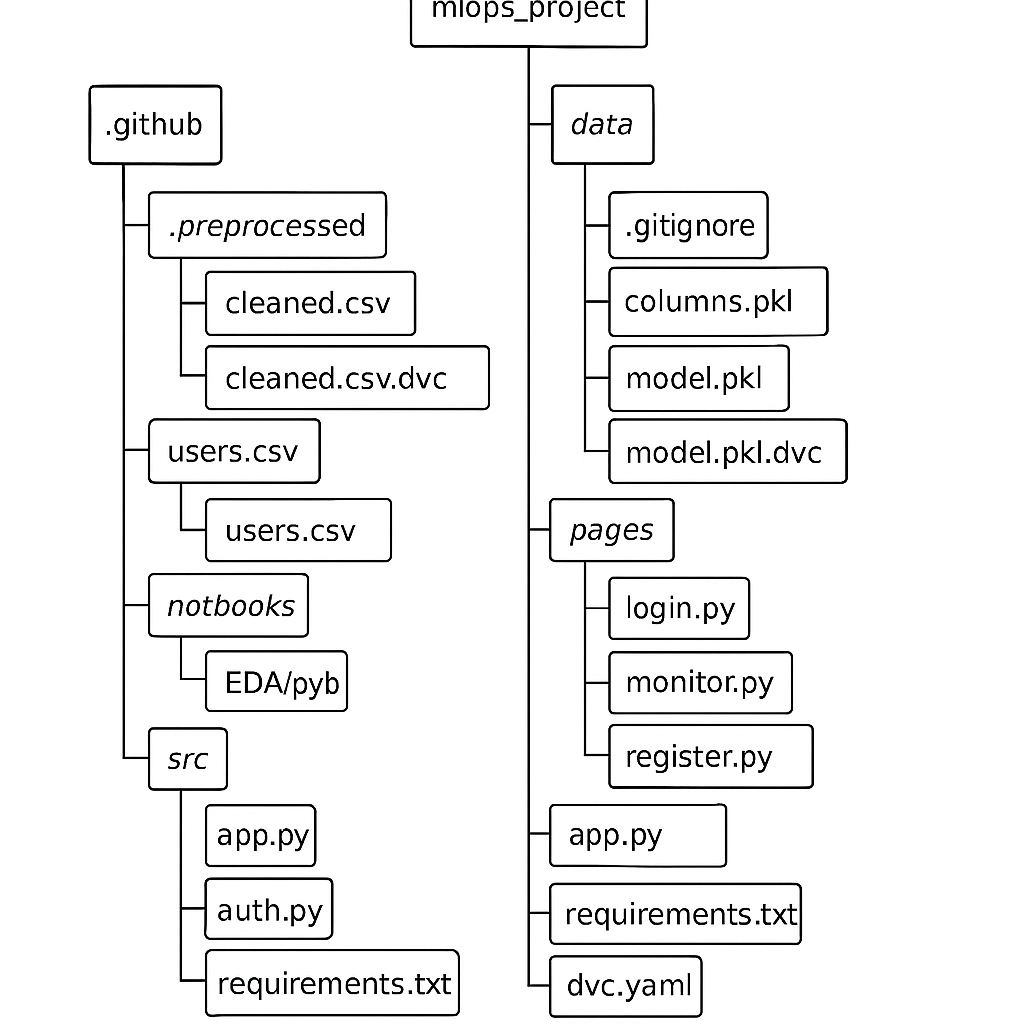 mlops_project
.github
.preprocessed
cleaned.csv
cleaned.csv.dvc
users.csv
users.csv
notbooks
EDA/pyb
src
app.py
auth.py
requirements.txt
data
.gitignore
columns.pkl
model.pkl
model.pkl.dvc
pages
login.py
monitor.py
register.py
app.py
requirements.txt
dvc.yaml